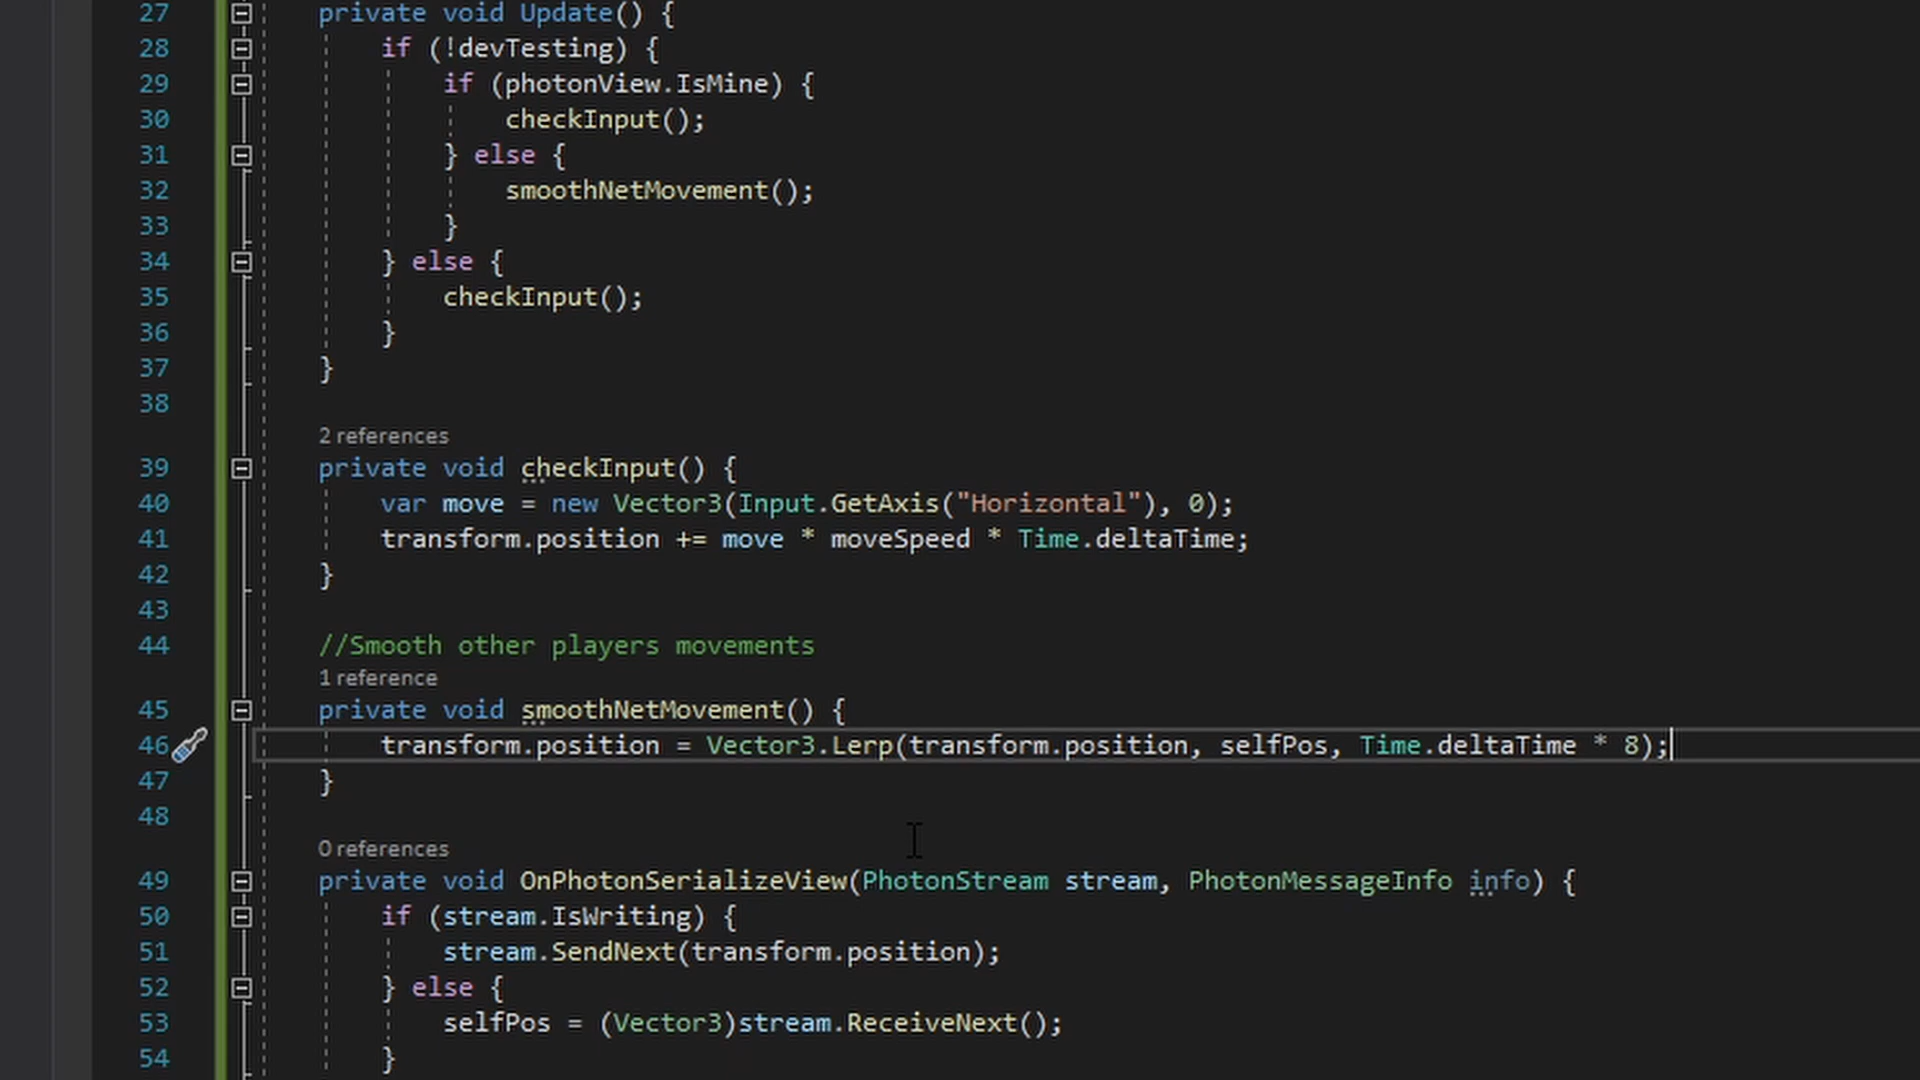 27 private void Update() {
28 if (!devTesting) {
29 if (photonView.IsMine) {
30 checkInput();
31 } else {
32 smoothNetMovement();
33 }
34 } else {
35 checkInput();
36 }
37 }
38
2 references
39 private void checkInput() {
40 var move = new Vector3(Input.GetAxis("Horizontal"), 0);
41 transform.position += move * moveSpeed * Time.deltaTime;
42 }
43
44 //Smooth other players movements
1 reference
45 private void smoothNetMovement() {
46 transform.position = Vector3.Lerp(transform.position, selfPos, Time.deltaTime * 8);
47 }
48
0 references
49 private void OnPhotonSerializeView(PhotonStream stream, PhotonMessageInfo info) {
50 if (stream.IsWriting) {
51 stream.SendNext(transform.position);
52 } else {
53 selfPos = (Vector3)stream.ReceiveNext();
54 }